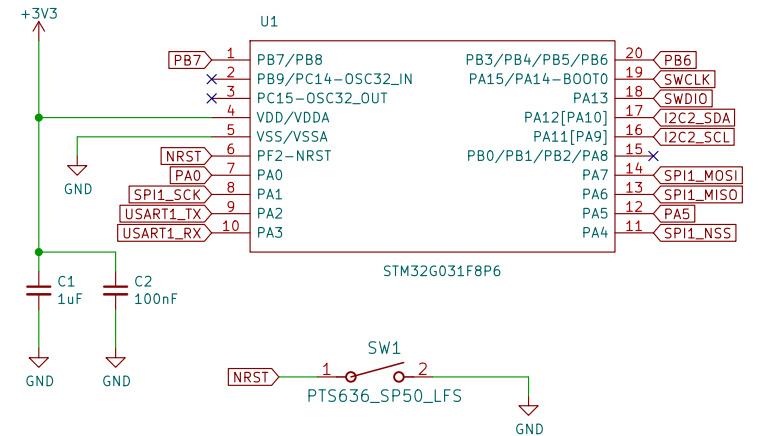 +3V3
U1
PB7 1 PB7/PB8 PB3/PB4/PB5/PB6 20 PB6
2 PB9/PC14-OSC32_IN PA15/PA14-BOOT0 19 SWCLK
3 PC15-OSC32_OUT PA13 18 SWDIO
4 VDD/VDDA PA12[PA10] 17 I2C2_SDA
5 VSS/VSSA PA11[PA9] 16 I2C2_SCL
NRST 6 PF2-NRST PB0/PB1/PB2/PA8 15
PA0 7 PA0 PA7 14 SPI1_MOSI
GND
SPI1_SCK 8 PA1 PA6 13 SPI1_MISO
USART1_TX 9 PA2 PA5 12 PA5
USART1_RX 10 PA3 PA4 11 SPI1_NSS
STM32G031F8P6
C1 C2
1uF 100nF
GND GND
SW1
NRST 1 2
PTS636_SP50_LFS
GND